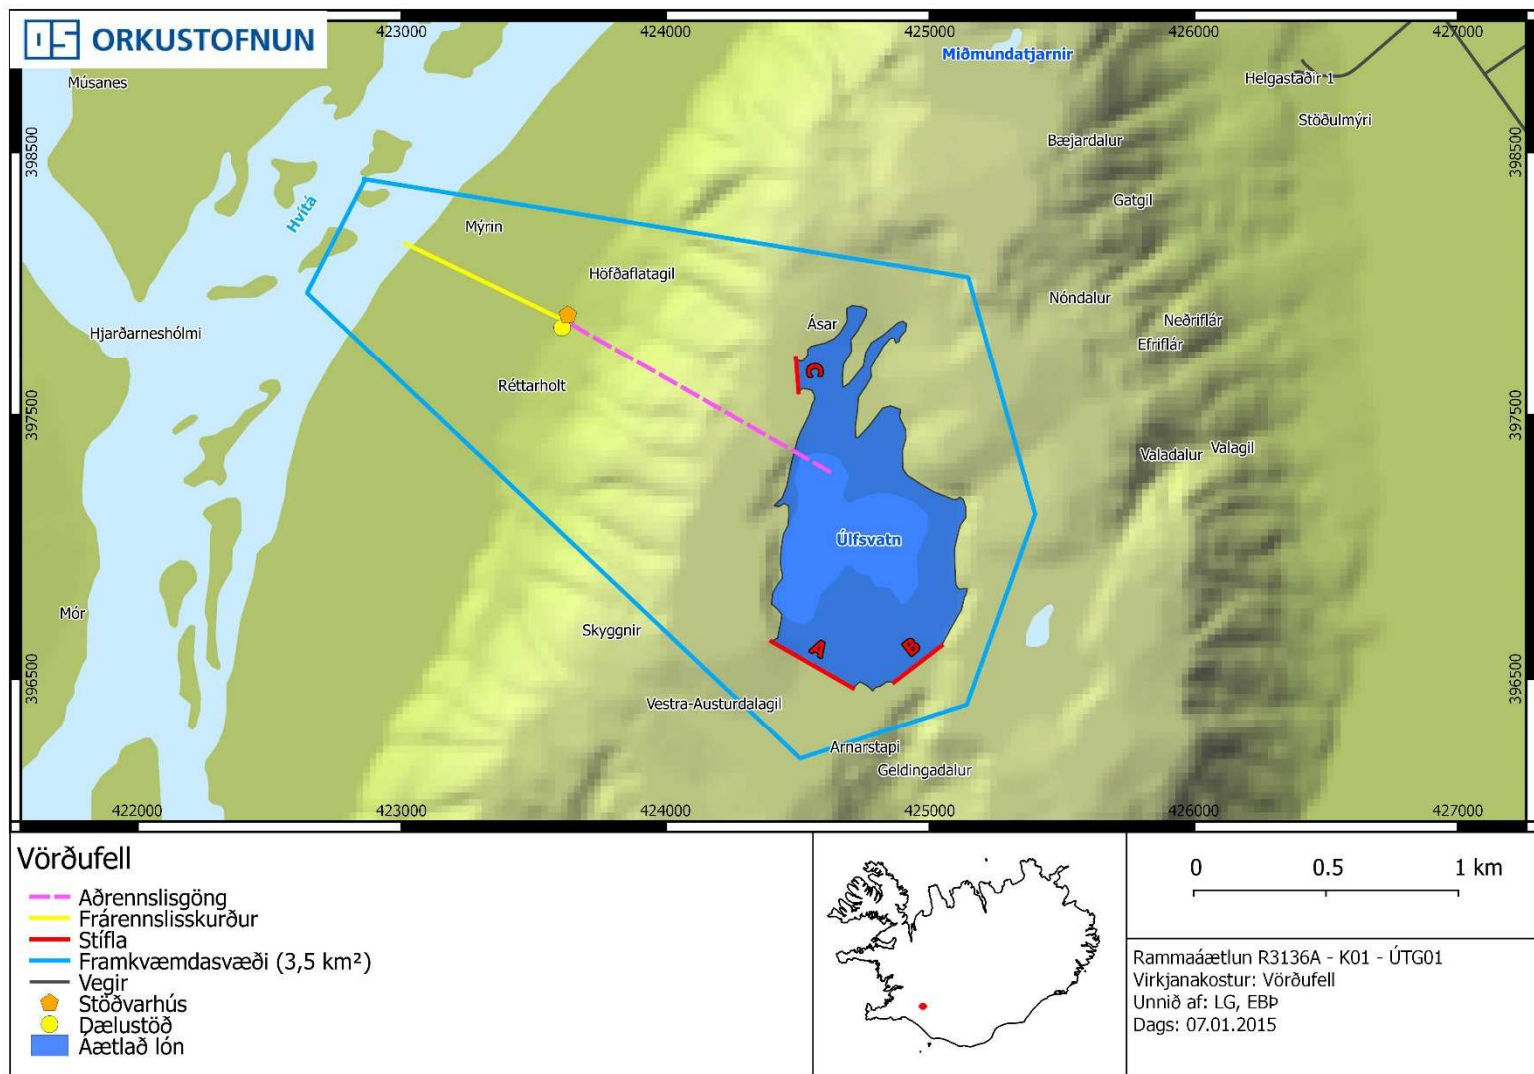 ORKUSTOFNUN
423000
424000
425000
426000
427000
Miðmundatjarnir
Músanes
Helgastaðir 1
Stöðulmýri
Bæjardalur
398500
398500
Gatgil
Hvítá
Mýrin
Höfðaflatagil
Nóndalur
Neðriflár
Ásar
Hjarðarneshólmi
Efriflár
C
Réttarholt
397500
397500
Valagil
Valadalur
Úlfsvatn
Mór
Skyggnir
A
B
396500
396500
Vestra-Austurdalagil
Arnarstapi
Geldingadalur
422000
423000
424000
425000
426000
427000
Vörðufell
Aðrennslisgöng
Frárennslisskurður
Stífla
Framkvæmdasvæði (3,5 km²)
Vegir
Stöðvarhús
Dælustöð
Áætlað lón
0 0.5 1 km
Rammaáætlun R3136A - K01 - ÚTG01
Virkjanakostur: Vörðufell
Unnið af: LG, EBÞ
Dags: 07.01.2015